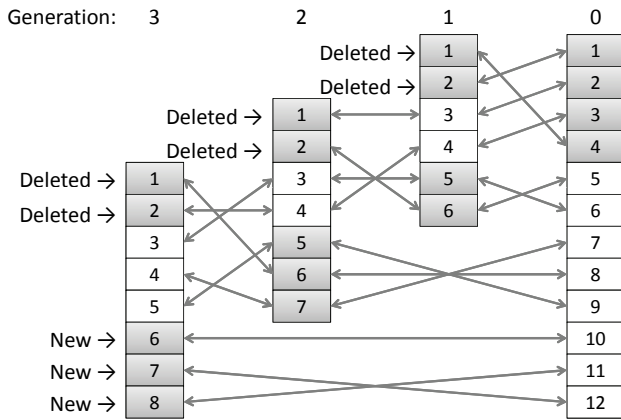 Generation: 3 2 1 0
Deleted → 1 1
Deleted → 2 2
Deleted → 1 3 3
Deleted → 2 4 4
Deleted → 1 3 5 5
Deleted → 2 4 6 6
3 5 7
4 6 8
5 7 9
New → 6 10
New → 7 11
New → 8 12